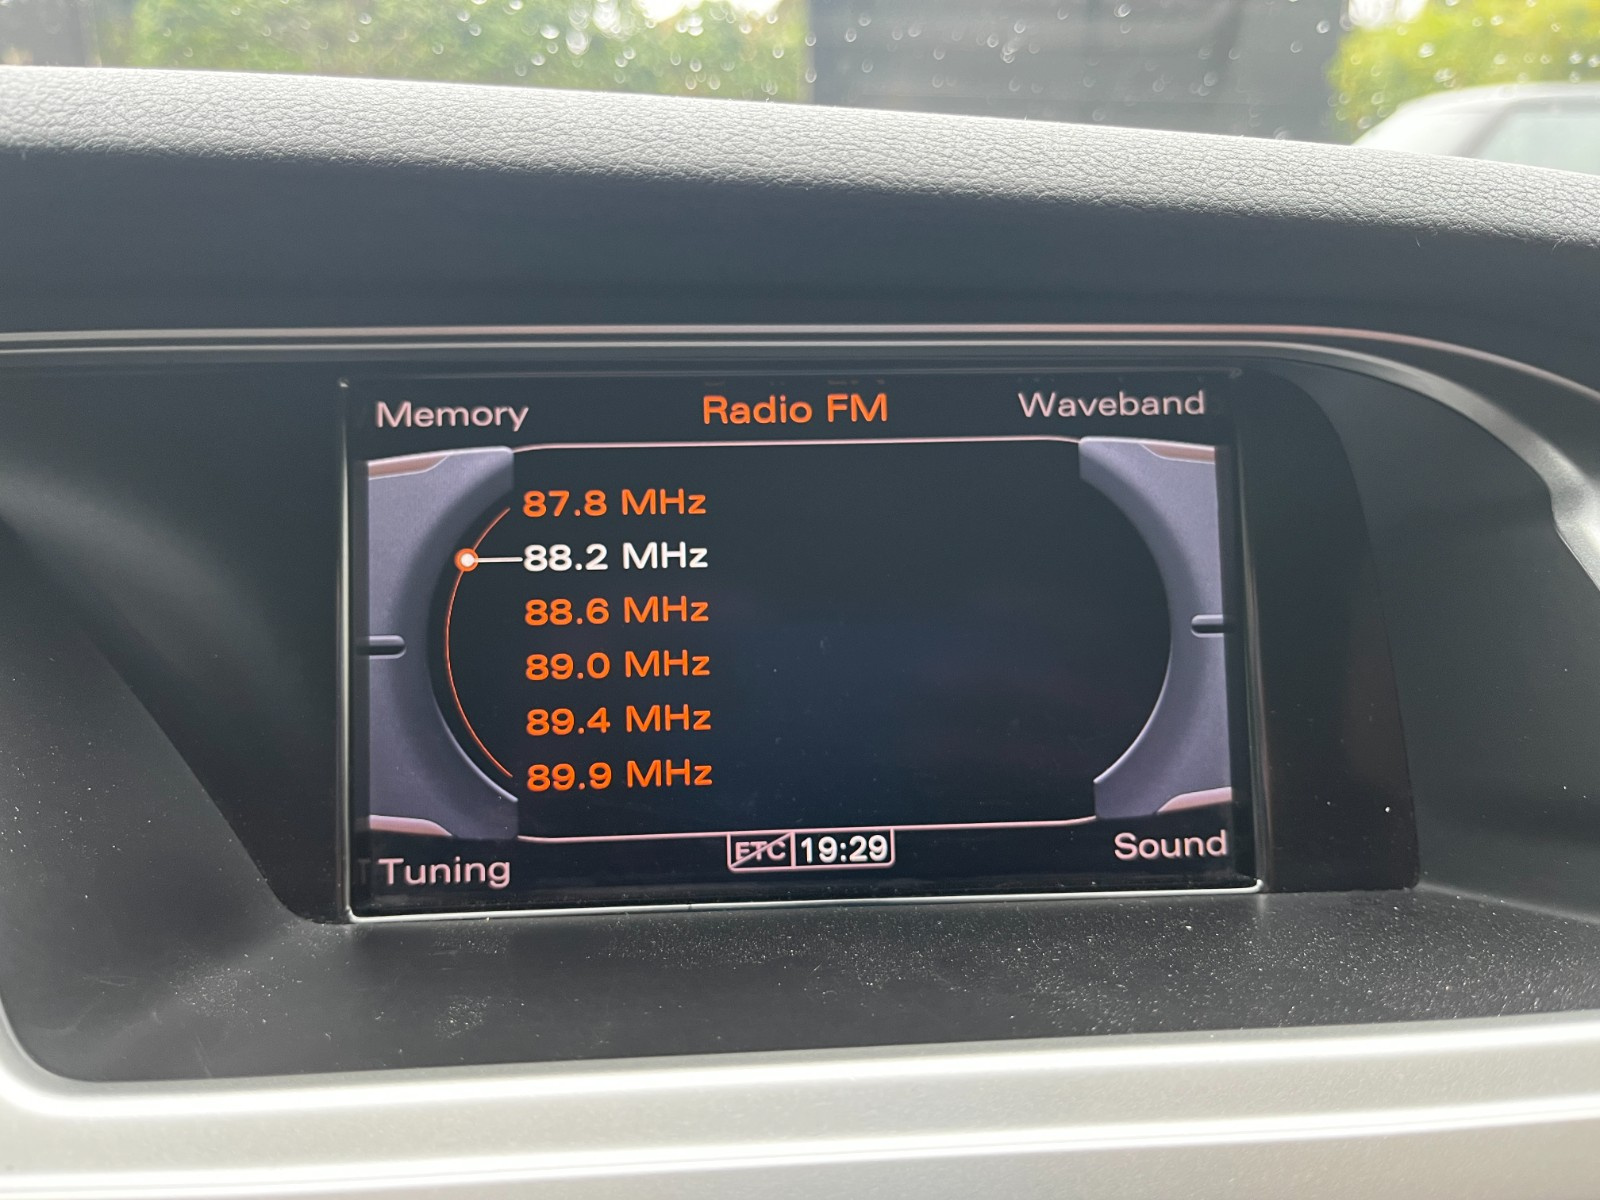 Memory Radio FM Waveband
87.8 MHz
88.2 MHz
88.6 MHz
89.0 MHz
89.4 MHz
89.9 MHz
Tuning ETC 19:29 Sound